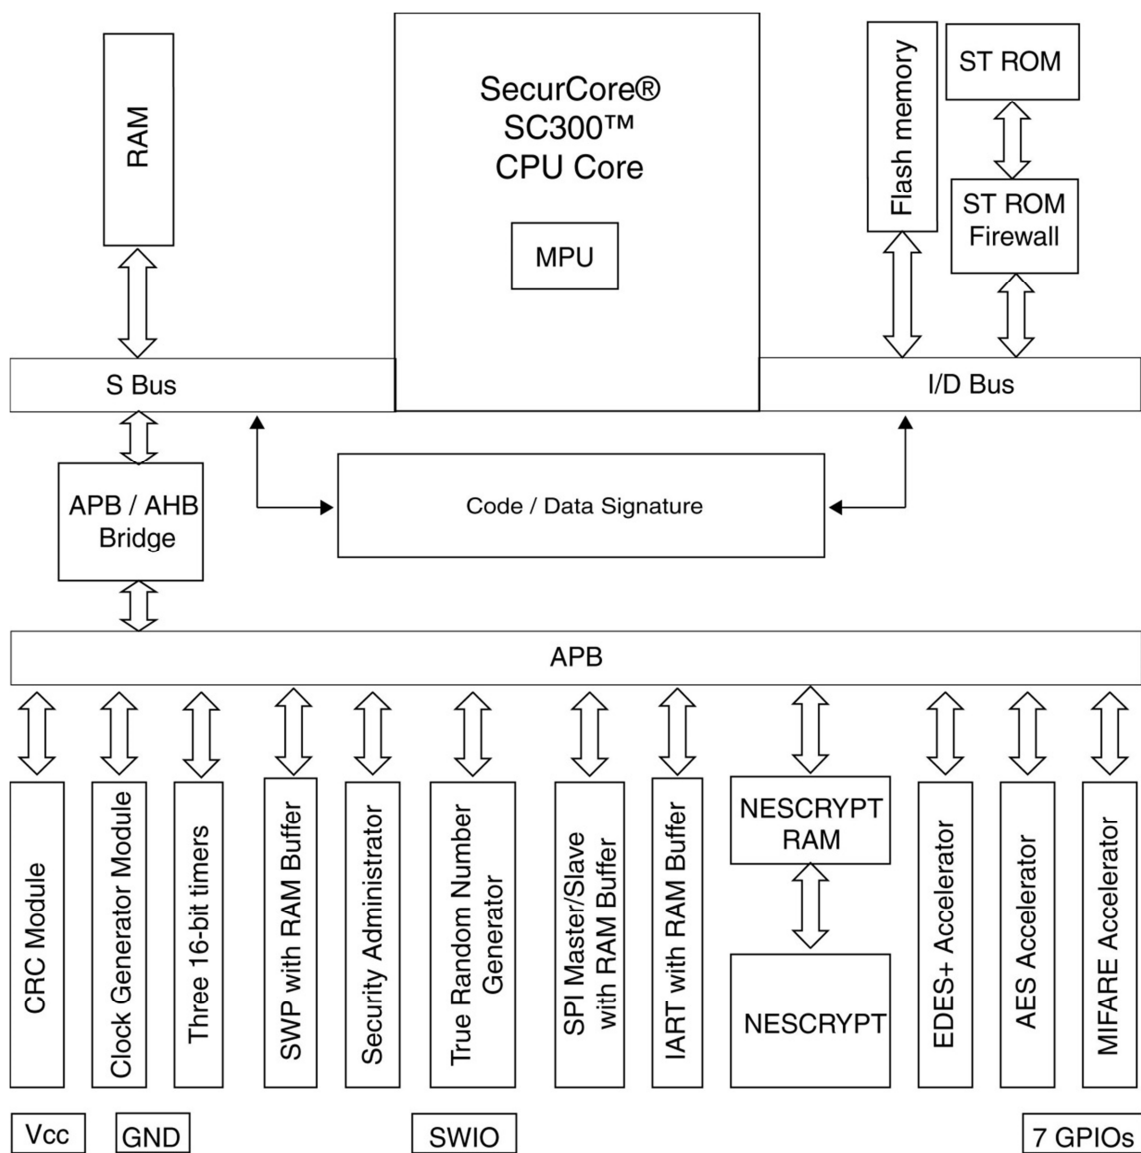 RAM
SecurCore®
SC300™
CPU Core
MPU
Flash memory
ST ROM
ST ROM
Firewall
S Bus
I/D Bus
APB / AHB
Bridge
Code / Data Signature
APB
CRC Module
Clock Generator Module
Three 16-bit timers
SWP with RAM Buffer
Security Administrator
True Random Number
Generator
SPI Master/Slave
with RAM Buffer
IART with RAM Buffer
NESCRYPT
RAM
NESCRYPT
EDES+ Accelerator
AES Accelerator
MIFARE Accelerator
Vcc
GND
SWIO
7 GPIOs